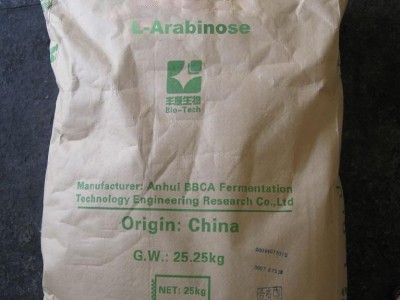 L-Arabinose
丰原生物
Bio-Tech
Manufacturer: Anhui BBCA Fermentation
Technology Engineering Research Co.,Ltd
Origin: China
G.W.: 25.25kg
NET: 25kg